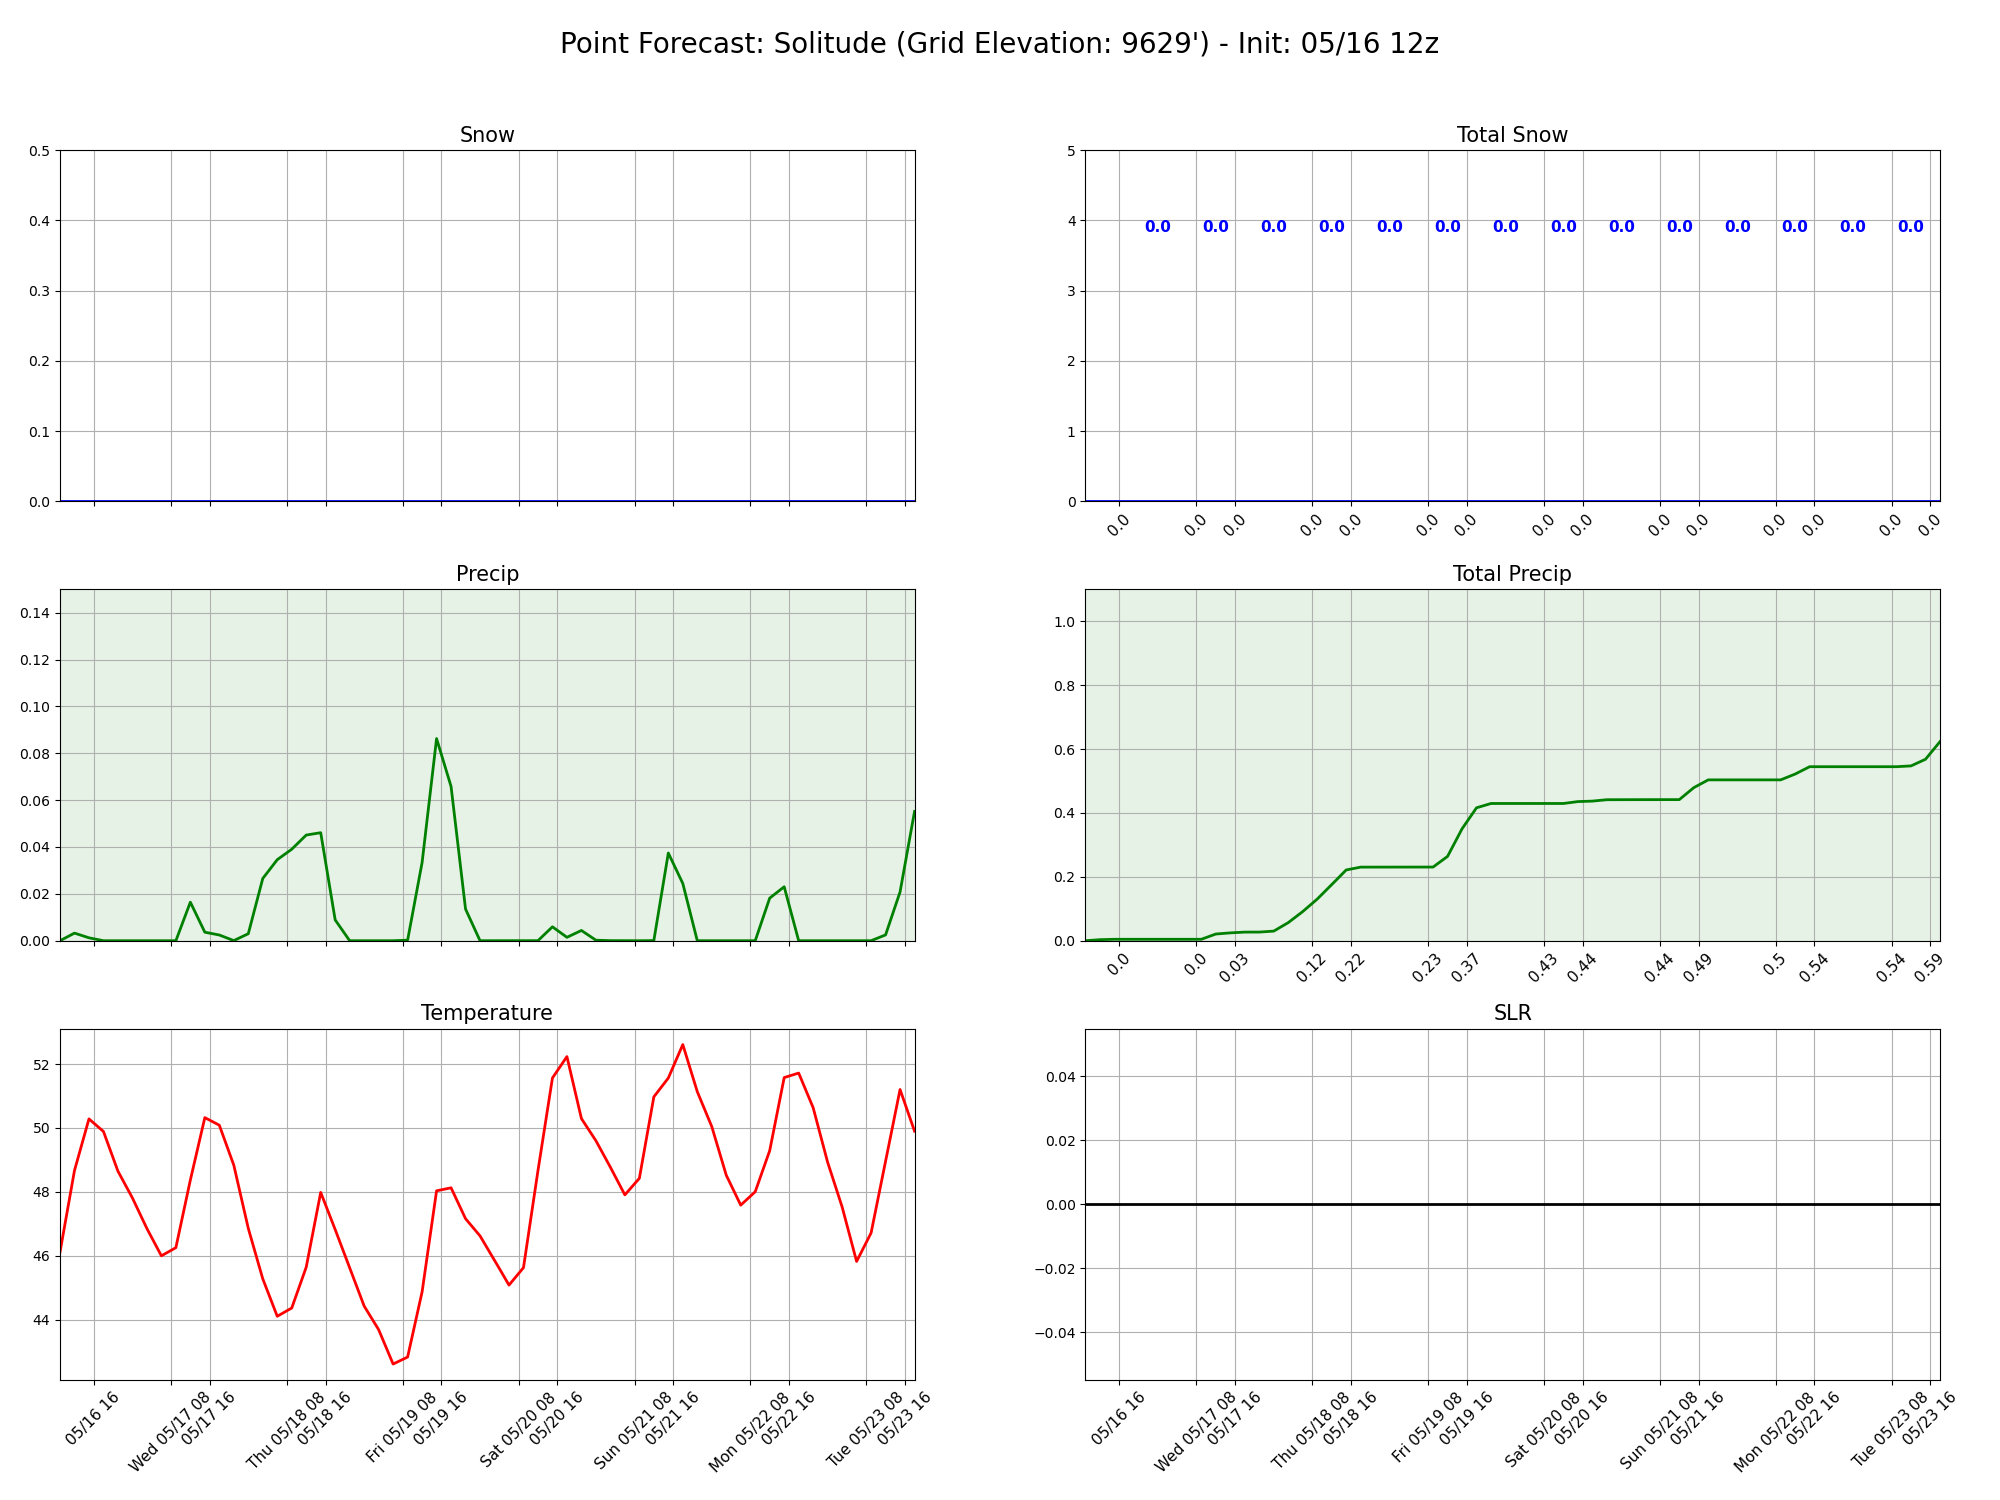 Point Forecast: Solitude (Grid Elevation: 9629') - Init: 05/16 12z
Snow
0.5
0.4
0.3
0.2
0.1
0.0
Total Snow
5
4
3
2
1
0
0.0 0.0 0.0 0.0 0.0 0.0 0.0 0.0 0.0 0.0 0.0 0.0 0.0 0.0
0.0 0.0 0.0 0.0 0.0 0.0 0.0 0.0 0.0 0.0 0.0 0.0 0.0 0.0 0.0
Precip
0.14
0.12
0.10
0.08
0.06
0.04
0.02
0.00
Total Precip
1.0
0.8
0.6
0.4
0.2
0.0
0.0 0.0 0.03 0.12 0.22 0.23 0.37 0.43 0.44 0.44 0.49 0.5 0.54 0.54 0.59
Temperature
52
50
48
46
44
05/16 16
Wed 05/17 08
05/17 16
Thu 05/18 08
05/18 16
Fri 05/19 08
05/19 16
Sat 05/20 08
05/20 16
Sun 05/21 08
05/21 16
Mon 05/22 08
05/22 16
Tue 05/23 08
05/23 16
SLR
0.04
0.02
0.00
−0.02
−0.04
05/16 16
Wed 05/17 08
05/17 16
Thu 05/18 08
05/18 16
Fri 05/19 08
05/19 16
Sat 05/20 08
05/20 16
Sun 05/21 08
05/21 16
Mon 05/22 08
05/22 16
Tue 05/23 08
05/23 16